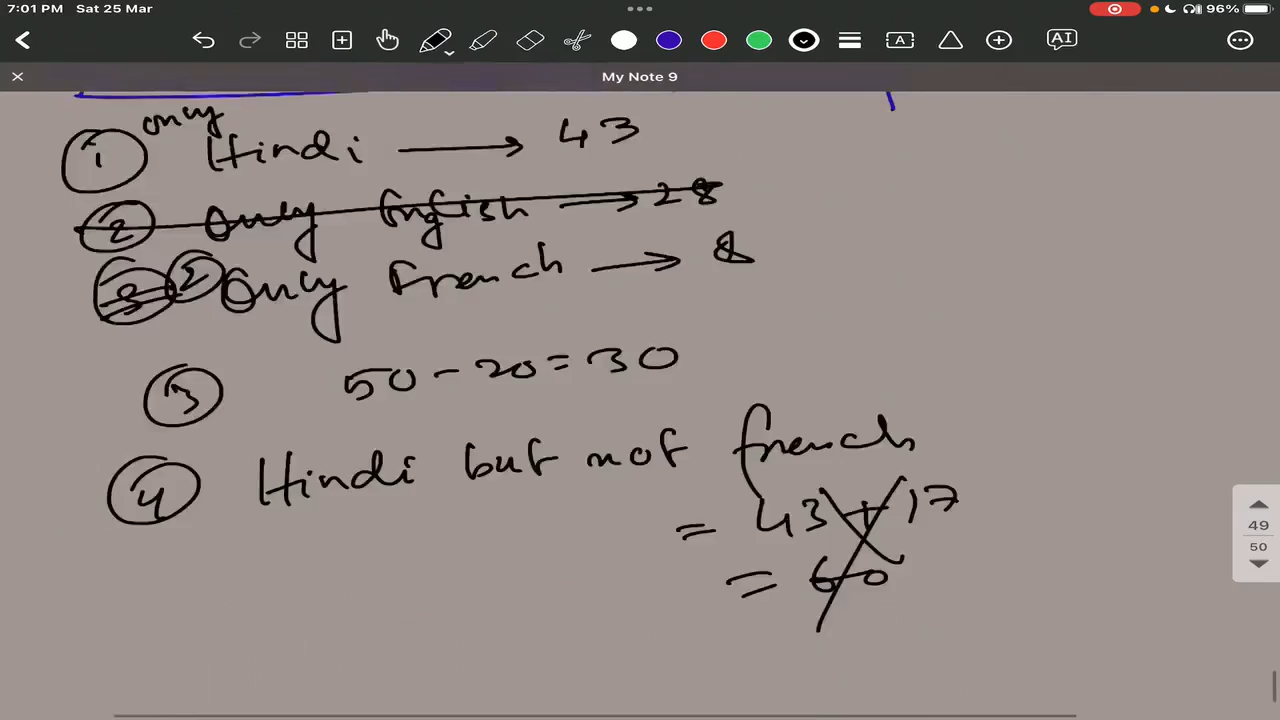 7:01 PM Sat 25 Mar
96%
A
AI
My Note 9
only
1 Hindi → 43
2 Only English → 28
3 2 Only French → 8
3 50 - 20 = 30
4 Hindi but not french
= 43 + 17
= 60
49
50